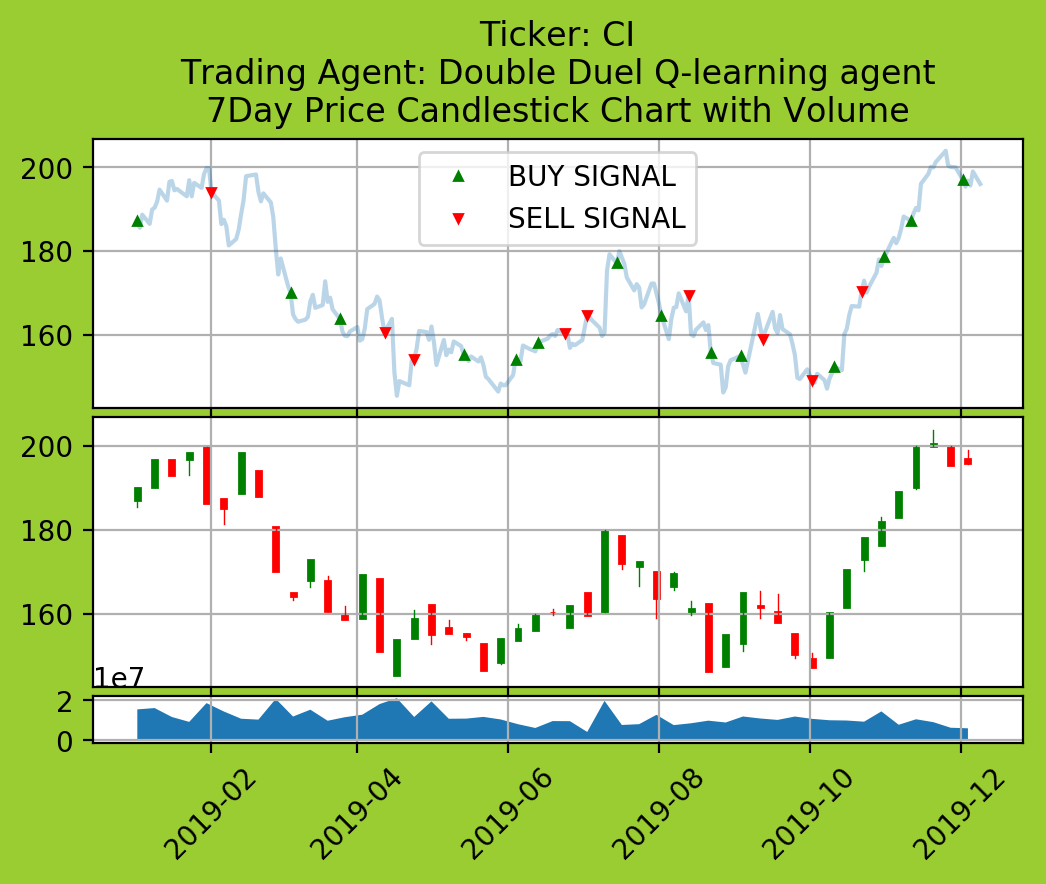 Ticker: CI
Trading Agent: Double Duel Q-learning agent
7Day Price Candlestick Chart with Volume
200
180
160
BUY SIGNAL
SELL SIGNAL
200
180
160
1e7
2
0
2019-02
2019-04
2019-06
2019-08
2019-10
2019-12